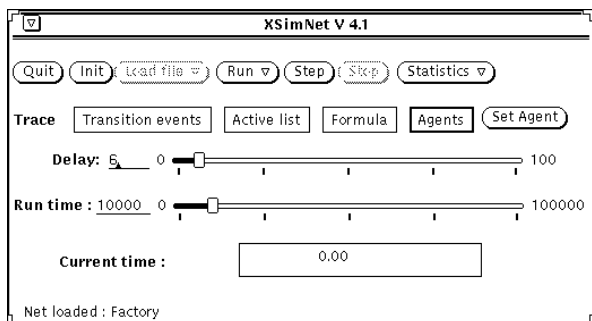 XSimNet V 4.1
Quit Init Load file Run Step Stop Statistics
Trace Transition events Active list Formula Agents Set Agent
Delay: 6 0 100
Run time : 10000 0 100000
Current time : 0.00
Net loaded : Factory